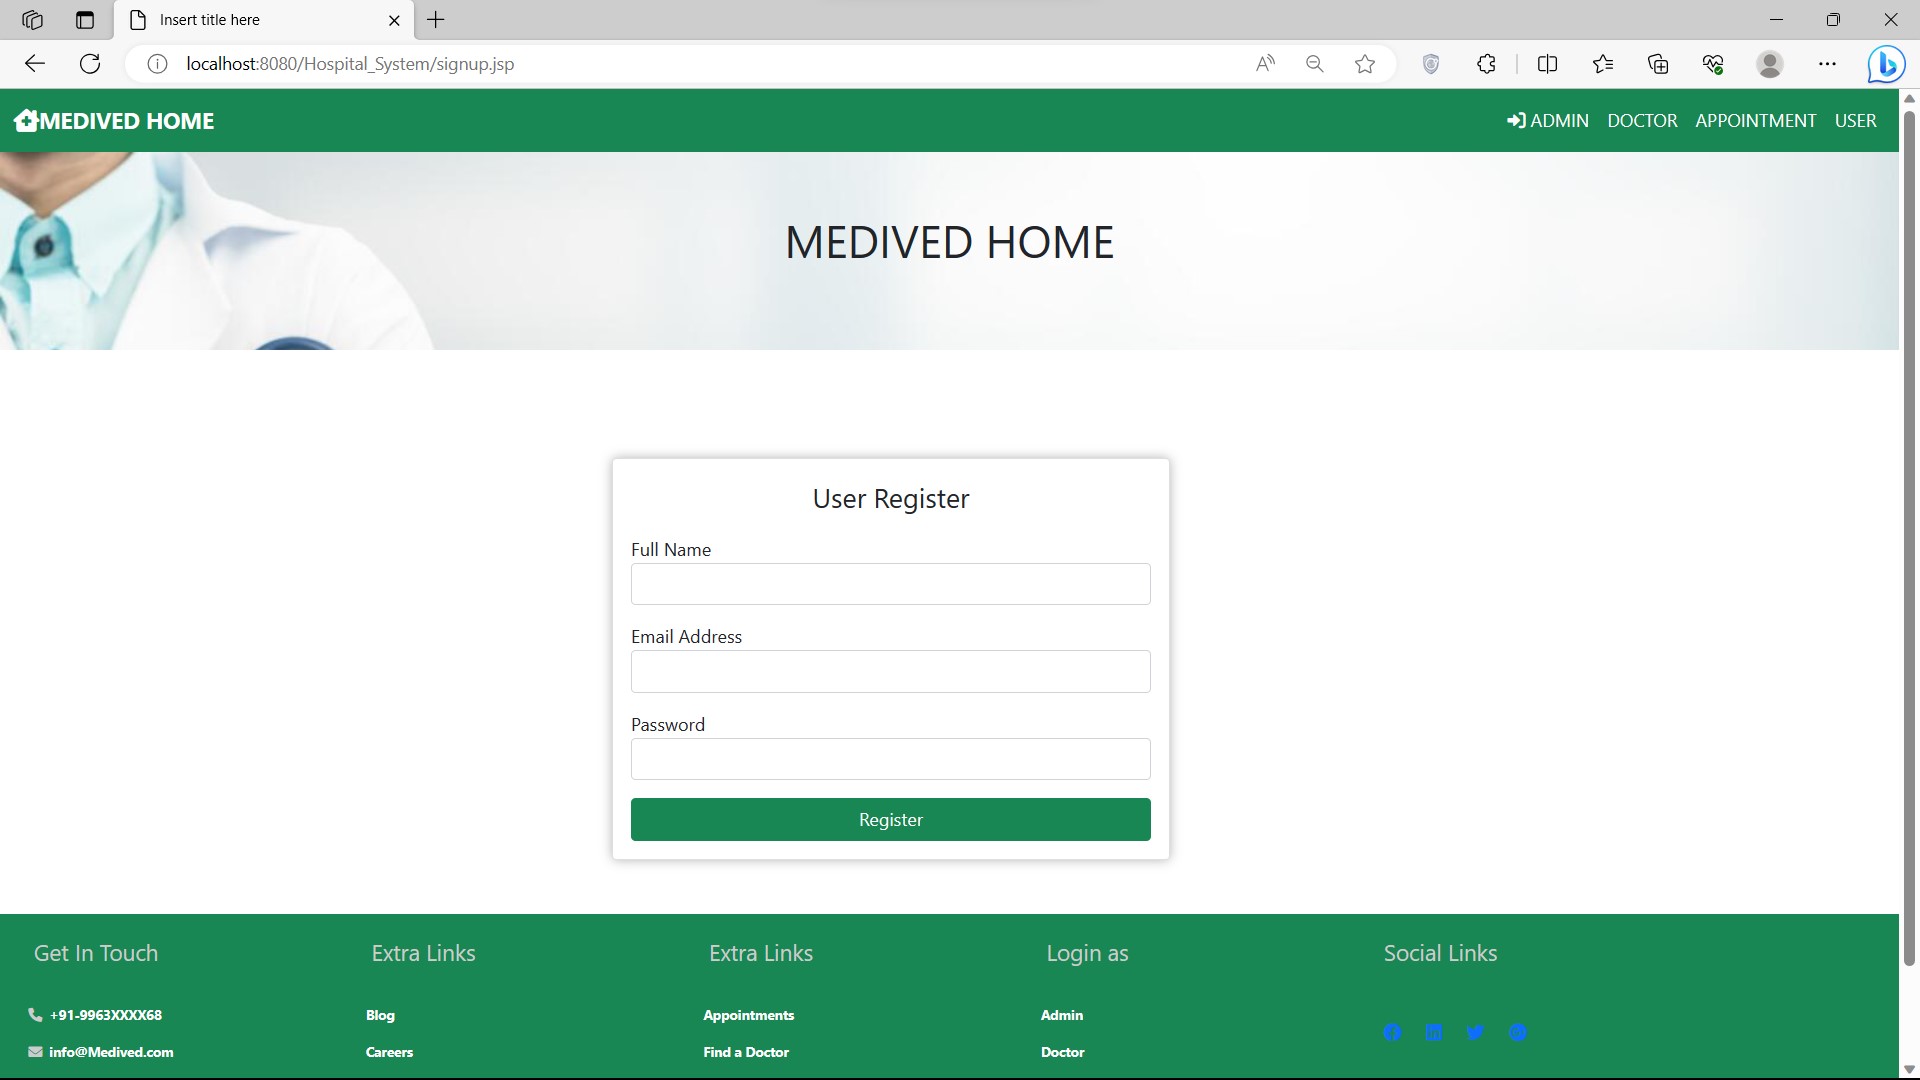 Insert title here
localhost:8080/Hospital_System/signup.jsp
MEDIVED HOME
ADMIN DOCTOR APPOINTMENT USER
MEDIVED HOME
User Register
Full Name
Email Address
Password
Register
Get In Touch
+91-9963XXXX68
info@Medived.com
Extra Links
Blog
Careers
Extra Links
Appointments
Find a Doctor
Login as
Admin
Doctor
Social Links